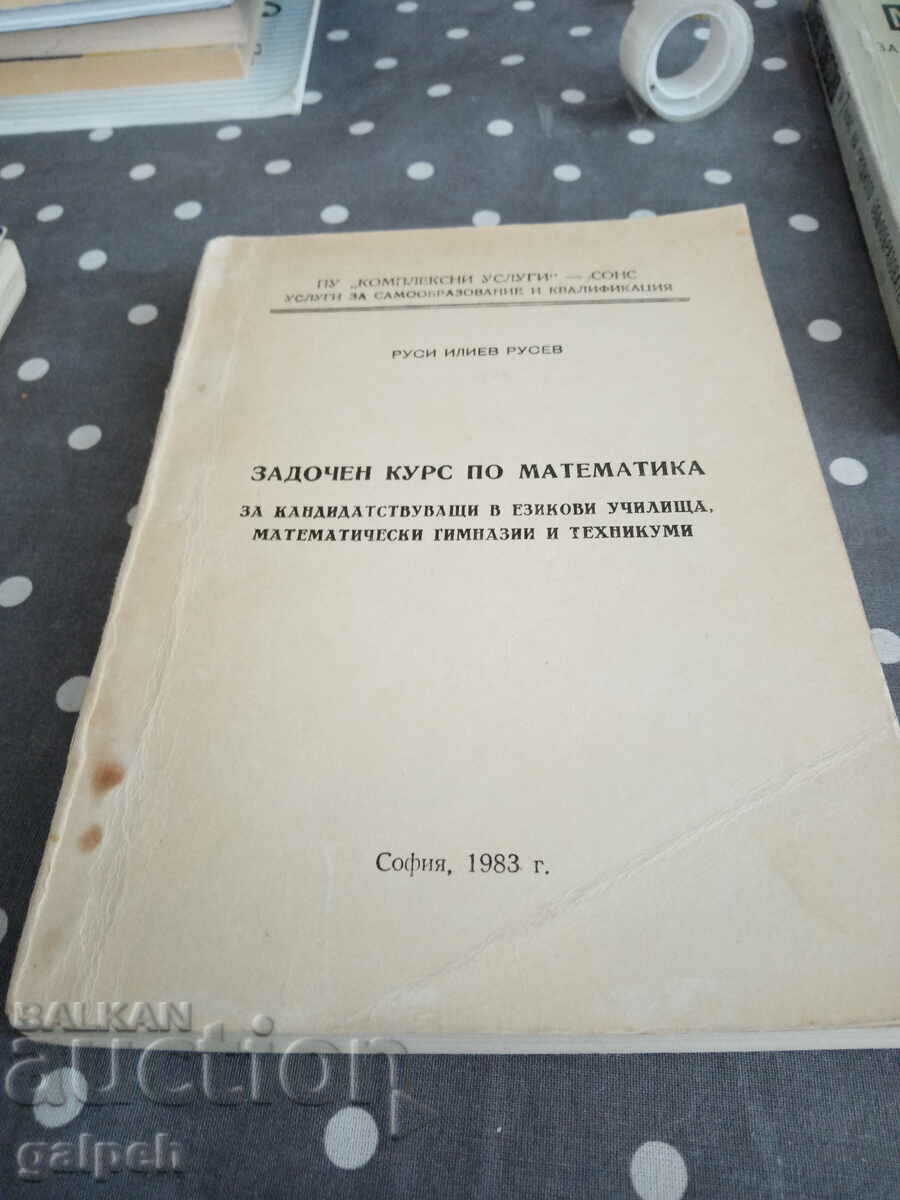 ПУ „КОМПЛЕКСНИ УСЛУГИ“ — СОНС
УСЛУГИ ЗА САМООБРАЗОВАНИЕ И КВАЛИФИКАЦИЯ
РУСИ ИЛИЕВ РУСЕВ
ЗАДОЧЕН КУРС ПО МАТЕМАТИКА
ЗА КАНДИДАТСТВУВАЩИ В ЕЗИКОВИ УЧИЛИЩА,
МАТЕМАТИЧЕСКИ ГИМНАЗИИ И ТЕХНИКУМИ
София, 1983 г.
ЗА
BALKAN
auction
galpeh